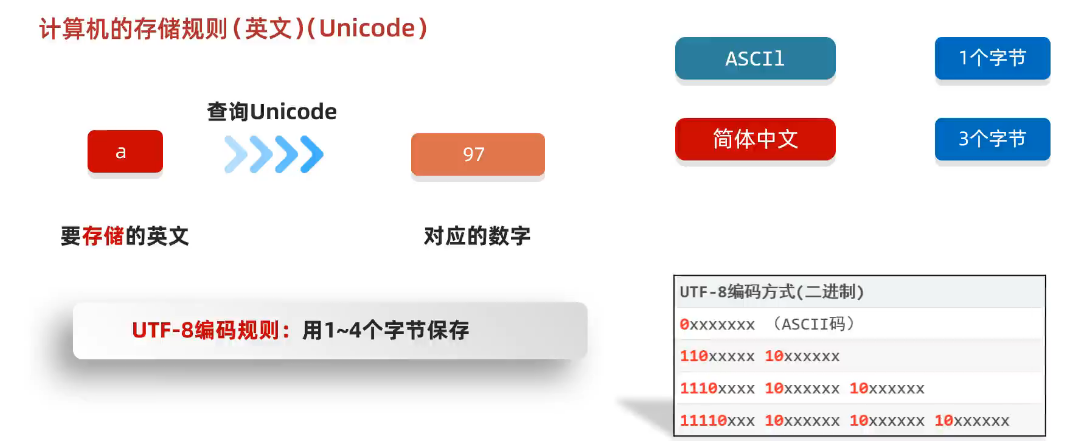 计算机的存储规则(英文)(Unicode)
ASCIl
1个字节
查询Unicode
a
97
简体中文
3个字节
要存储的英文
对应的数字
UTF-8编码规则：用1~4个字节保存
UTF-8编码方式(二进制)
0xxxxxxx （ASCII码）
110xxxxx 10xxxxxx
1110xxxx 10xxxxxx 10xxxxxx
11110xxx 10xxxxxx 10xxxxxx 10xxxxxx